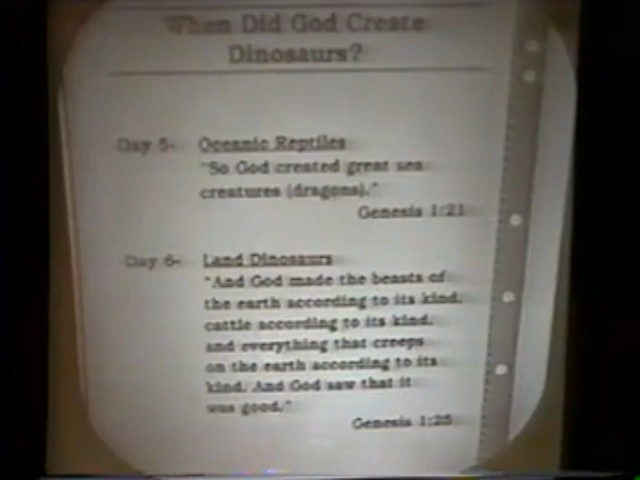 When Did God Create
Dinosaurs?
Day 5- Oceanic Reptiles
"So God created great sea
creatures (dragons)."
Genesis 1:21
Day 6- Land Dinosaurs
"And God made the beasts of
the earth according to its kind,
cattle according to its kind,
and everything that creeps
on the earth according to its
kind. And God saw that it
was good."
Genesis 1:25